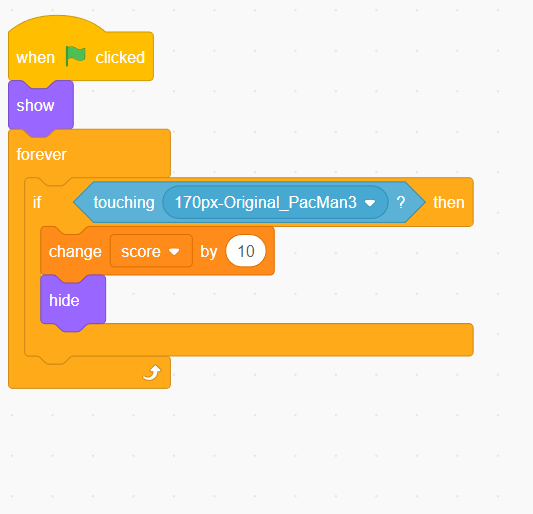 when clicked
show
forever
if touching 170px-Original_PacMan3 ? then
change score by 10
hide